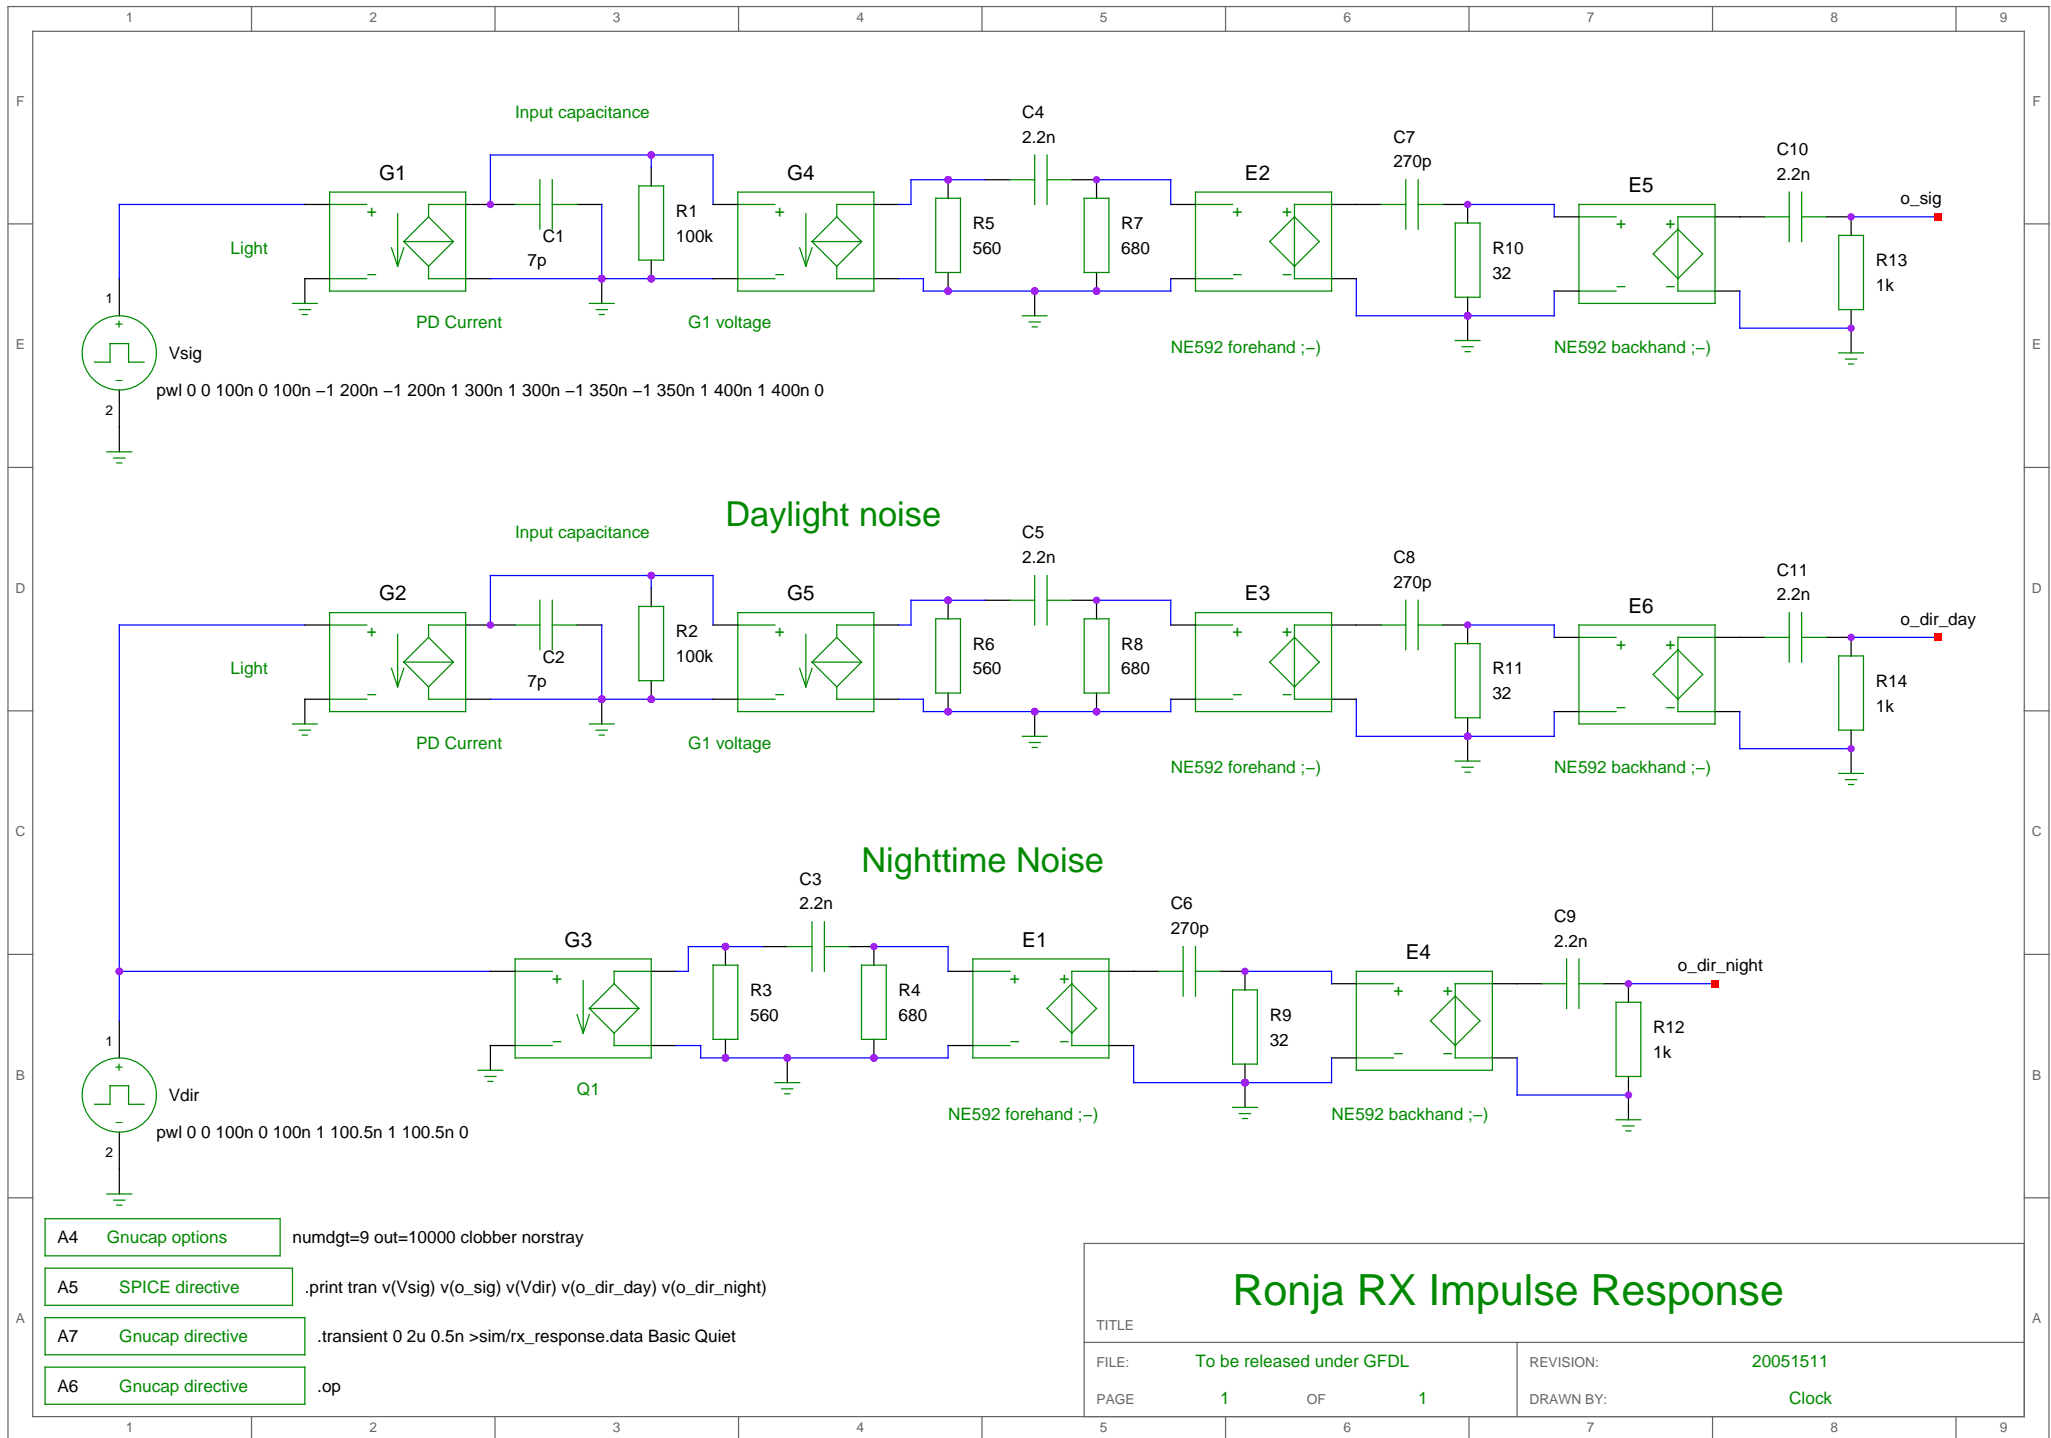 1 2 3 4 5 6 7 8 9
F F
E E
D D
C C
B B
A A
Input capacitance
C4
2.2n
C7
270p
C10
2.2n
G1
G4
E2
E5
o_sig
+
+
+ +
+ +
R1
100k
C1
7p
R5
560
R7
680
R10
32
R13
1k
Light
−
−
− −
− −
PD Current
G1 voltage
NE592 forehand ;−)
NE592 backhand ;−)
1
+
Vsig
−
2
pwl 0 0 100n 0 100n −1 200n −1 200n 1 300n 1 300n −1 350n −1 350n 1 400n 1 400n 0
Daylight noise
Input capacitance
C5
2.2n
C8
270p
C11
2.2n
G2
G5
E3
E6
o_dir_day
+
+
+ +
+ +
R2
100k
C2
7p
R6
560
R8
680
R11
32
R14
1k
Light
−
−
− −
− −
PD Current
G1 voltage
NE592 forehand ;−)
NE592 backhand ;−)
Nighttime Noise
C3
2.2n
C6
270p
C9
2.2n
G3
E1
E4
o_dir_night
+
+ +
+ +
R3
560
R4
680
R9
32
R12
1k
−
− −
− −
Q1
NE592 forehand ;−)
NE592 backhand ;−)
1
+
Vdir
−
2
pwl 0 0 100n 0 100n 1 100.5n 1 100.5n 0
A4 Gnucap options numdgt=9 out=10000 clobber norstray
A5 SPICE directive .print tran v(Vsig) v(o_sig) v(Vdir) v(o_dir_day) v(o_dir_night)
A7 Gnucap directive .transient 0 2u 0.5n >sim/rx_response.data Basic Quiet
A6 Gnucap directive .op
Ronja RX Impulse Response
TITLE
FILE: To be released under GFDL
REVISION: 20051511
PAGE 1 OF 1
DRAWN BY: Clock
1 2 3 4 5 6 7 8 9